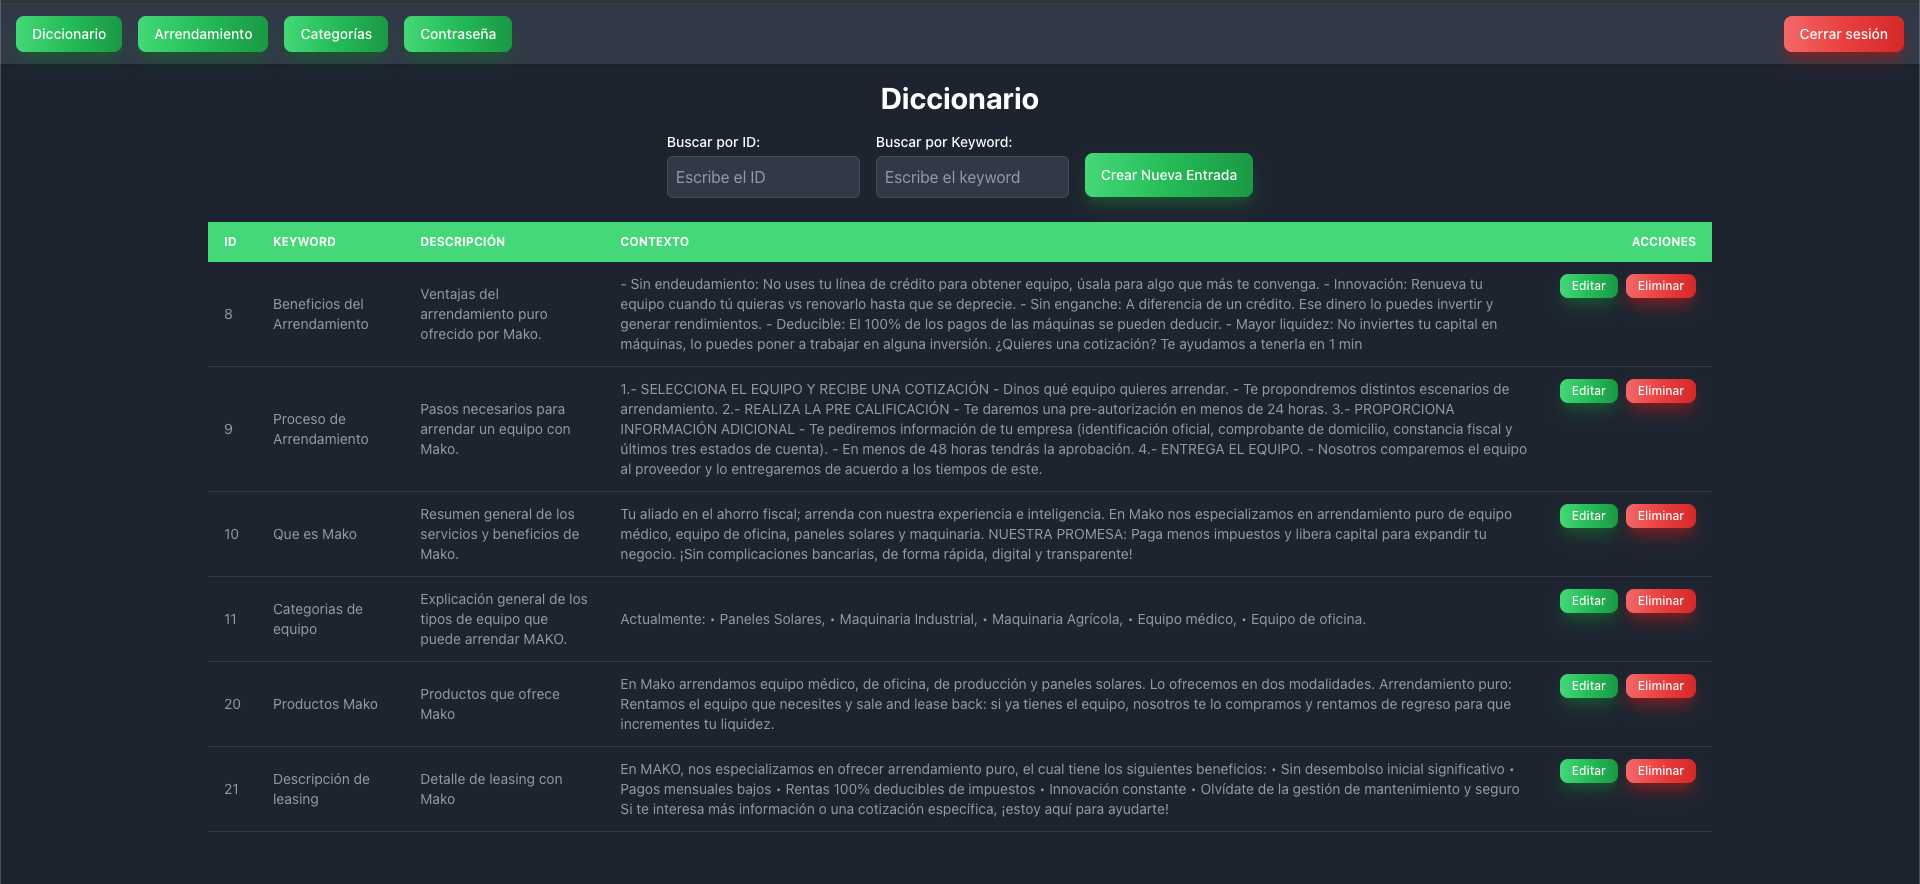 Diccionario
Arrendamiento
Categorías
Contraseña
Cerrar sesión
Diccionario
Buscar por ID:
Buscar por Keyword:
Escribe el ID
Escribe el keyword
Crear Nueva Entrada
ID KEYWORD DESCRIPCIÓN CONTEXTO ACCIONES
8
Beneficios del
Arrendamiento
Ventajas del
arrendamiento puro
ofrecido por Mako.
- Sin endeudamiento: No uses tu línea de crédito para obtener equipo, úsala para algo que más te convenga. - Innovación: Renueva tu
equipo cuando tú quieras vs renovarlo hasta que se deprecie. - Sin enganche: A diferencia de un crédito. Ese dinero lo puedes invertir y
generar rendimientos. - Deducible: El 100% de los pagos de las máquinas se pueden deducir. - Mayor liquidez: No inviertes tu capital en
máquinas, lo puedes poner a trabajar en alguna inversión. ¿Quieres una cotización? Te ayudamos a tenerla en 1 min
Editar
Eliminar
9
Proceso de
Arrendamiento
Pasos necesarios para
arrendar un equipo con
Mako.
1.- SELECCIONA EL EQUIPO Y RECIBE UNA COTIZACIÓN - Dinos qué equipo quieres arrendar. - Te propondremos distintos escenarios de
arrendamiento. 2.- REALIZA LA PRE CALIFICACIÓN - Te daremos una pre-autorización en menos de 24 horas. 3.- PROPORCIONA
INFORMACIÓN ADICIONAL - Te pediremos información de tu empresa (identificación oficial, comprobante de domicilio, constancia fiscal y
últimos tres estados de cuenta). - En menos de 48 horas tendrás la aprobación. 4.- ENTREGA EL EQUIPO. - Nosotros comparemos el equipo
al proveedor y lo entregaremos de acuerdo a los tiempos de este.
Editar
Eliminar
10
Que es Mako
Resumen general de los
servicios y beneficios de
Mako.
Tu aliado en el ahorro fiscal; arrenda con nuestra experiencia e inteligencia. En Mako nos especializamos en arrendamiento puro de equipo
médico, equipo de oficina, paneles solares y maquinaria. NUESTRA PROMESA: Paga menos impuestos y libera capital para expandir tu
negocio. ¡Sin complicaciones bancarias, de forma rápida, digital y transparente!
Editar
Eliminar
11
Categorias de
equipo
Explicación general de los
tipos de equipo que
puede arrendar MAKO.
Actualmente: • Paneles Solares, • Maquinaria Industrial, • Maquinaria Agrícola, • Equipo médico, • Equipo de oficina.
Editar
Eliminar
20
Productos Mako
Productos que ofrece
Mako
En Mako arrendamos equipo médico, de oficina, de producción y paneles solares. Lo ofrecemos en dos modalidades. Arrendamiento puro:
Rentamos el equipo que necesites y sale and lease back: si ya tienes el equipo, nosotros te lo compramos y rentamos de regreso para que
incrementes tu liquidez.
Editar
Eliminar
21
Descripción de
leasing
Detalle de leasing con
Mako
En MAKO, nos especializamos en ofrecer arrendamiento puro, el cual tiene los siguientes beneficios: • Sin desembolso inicial significativo •
Pagos mensuales bajos • Rentas 100% deducibles de impuestos • Innovación constante • Olvídate de la gestión de mantenimiento y seguro
Si te interesa más información o una cotización específica, ¡estoy aquí para ayudarte!
Editar
Eliminar